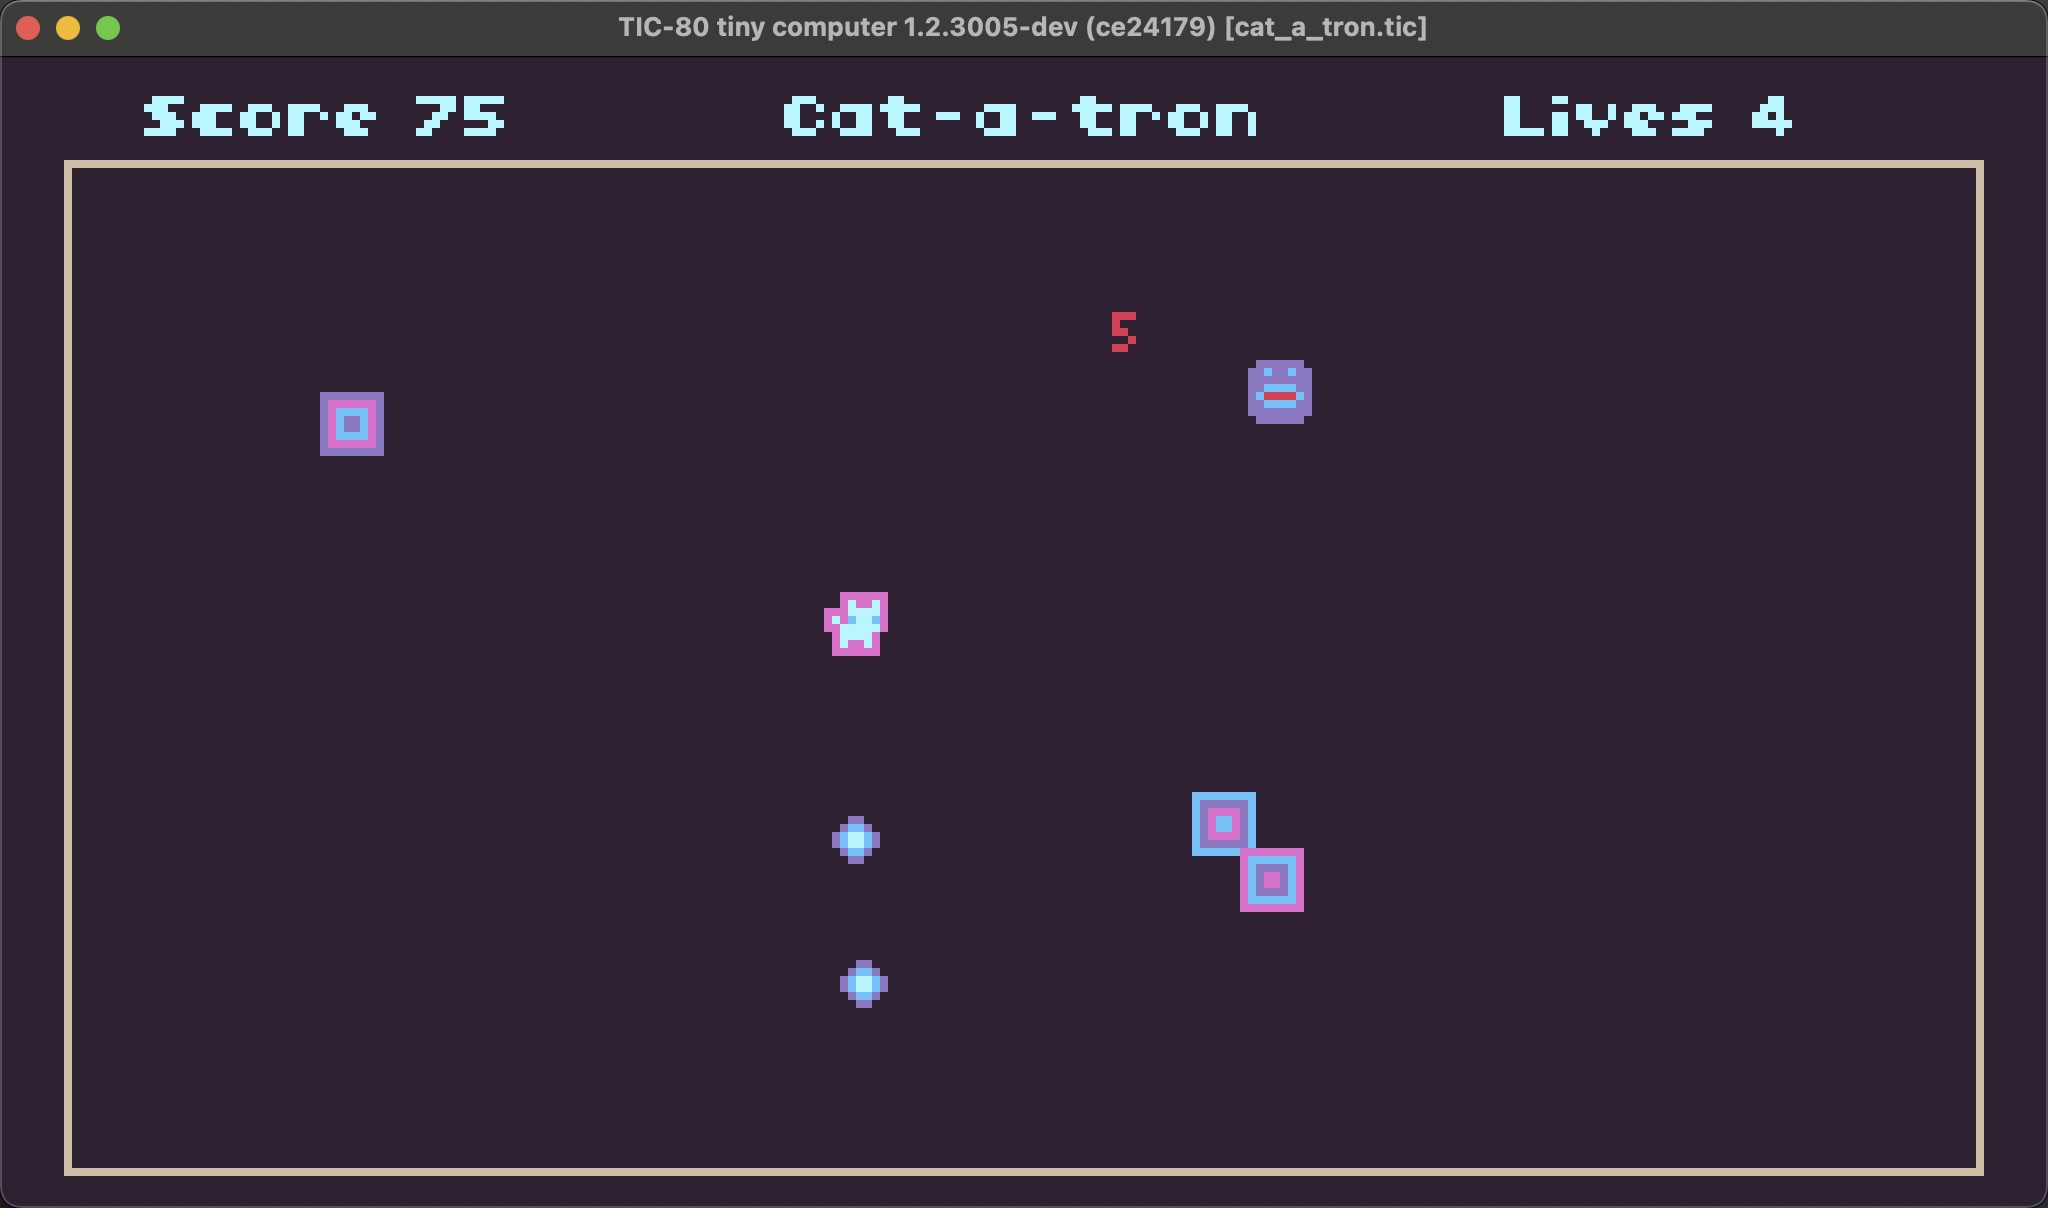 TIC-80 tiny computer 1.2.3005-dev (ce24179) [cat_a_tron.tic]
Score 75 Cat-a-tron Lives 4
5